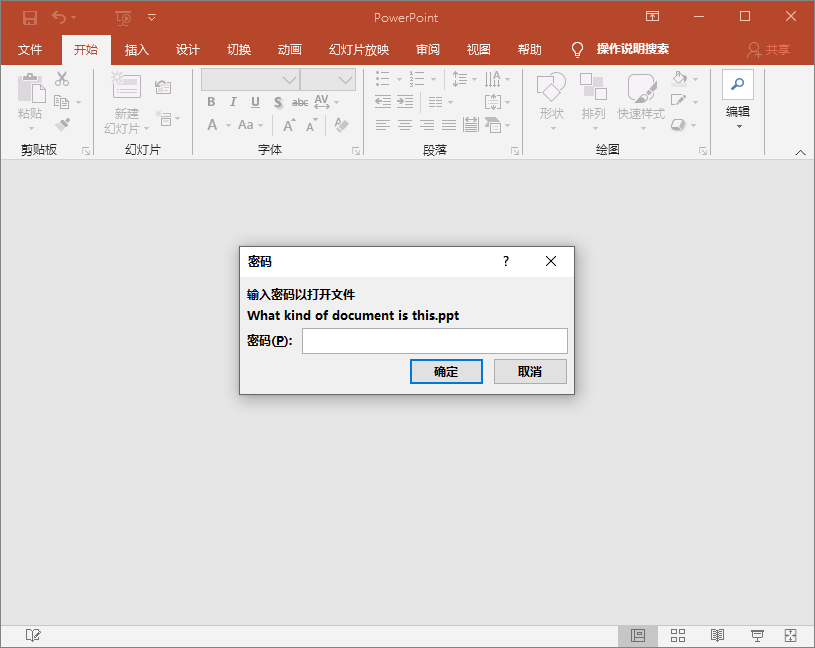 PowerPoint
文件 开始 插入 设计 切换 动画 幻灯片放映 审阅 视图 帮助 操作说明搜索 共享
粘贴
新建
幻灯片
B I U S abc AV
A Aa A A
形状 排列 快速样式
编辑
剪贴板 幻灯片 字体 段落 绘图
密码 ?
输入密码以打开文件
What kind of document is this.ppt
密码(P):
确定 取消